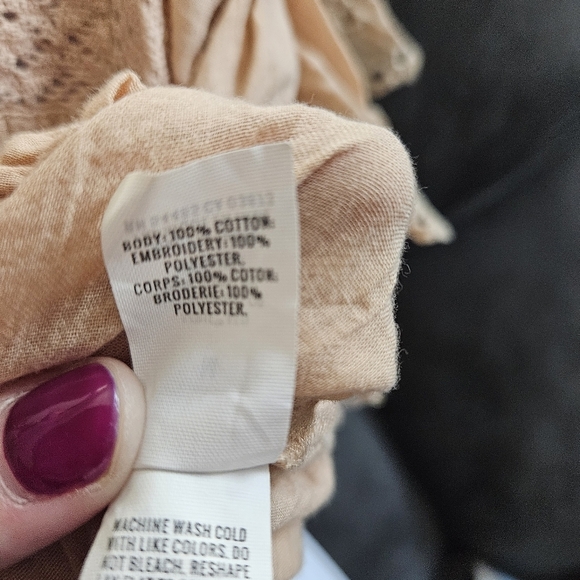 BODY: 100% COTTON;
EMBROIDERY: 100%
POLYESTER.
CORPS: 100% COTON;
BRODERIE: 100%
POLYESTER.
MACHINE WASH COLD
WITH LIKE COLORS. DO
NOT BLEACH. RESHAPE